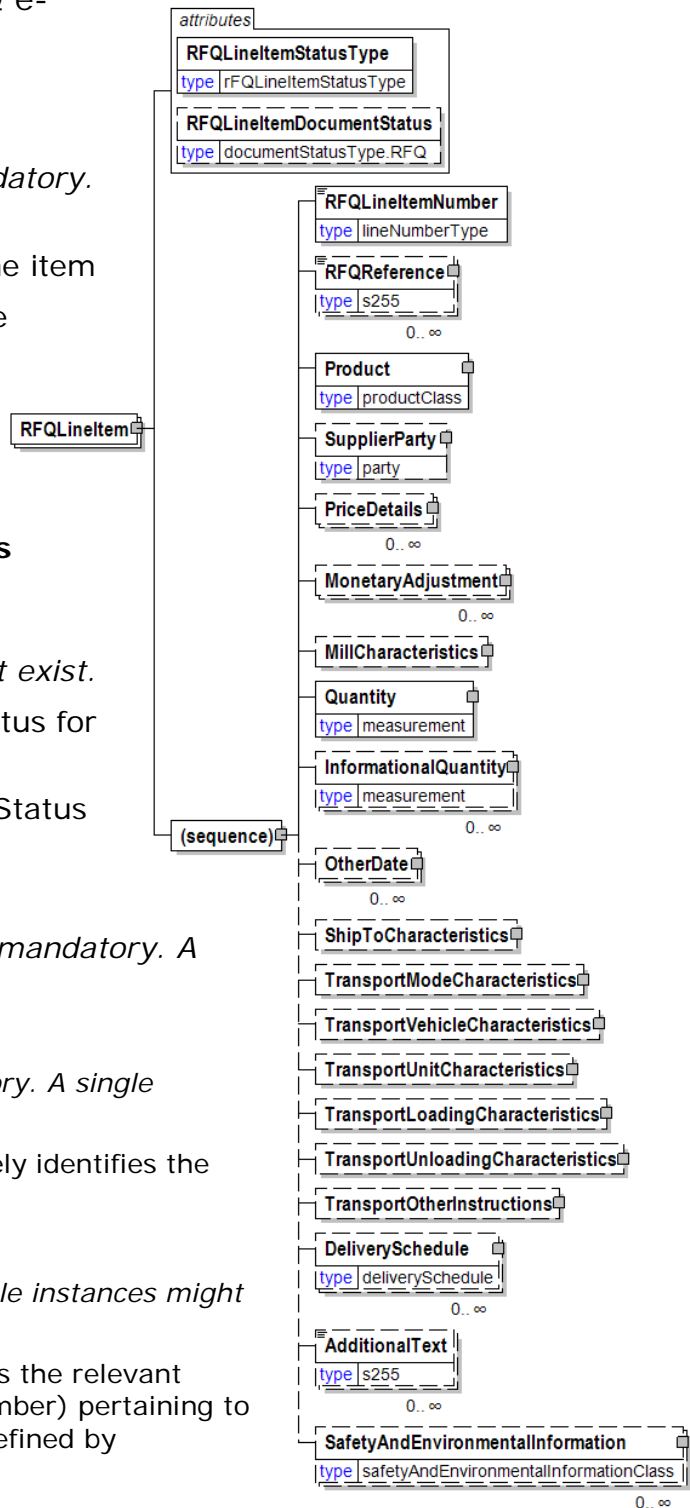 e-
attributes
RFQLineItemStatusType
type rFQLineItemStatusType
RFQLineItemDocumentStatus
type documentStatusType.RFQ
datory.
RFQLineItemNumber
type lineNumberType
e item
RFQReference
type s255
0.. ∞
Product
type productClass
RFQLineItem
SupplierParty
type party
PriceDetails
0.. ∞
s
MonetaryAdjustment
0.. ∞
MillCharacteristics
t exist.
Quantity
type measurement
tus for
InformationalQuantity
type measurement
0.. ∞
Status
(sequence)
OtherDate
0.. ∞
ShipToCharacteristics
mandatory. A
TransportModeCharacteristics
TransportVehicleCharacteristics
TransportUnitCharacteristics
ry. A single
TransportLoadingCharacteristics
TransportUnloadingCharacteristics
ely identifies the
TransportOtherInstructions
DeliverySchedule
type deliverySchedule
0.. ∞
le instances might
AdditionalText
type s255
0.. ∞
s the relevant
mber) pertaining to
efined by
SafetyAndEnvironmentalInformation
type safetyAndEnvironmentalInformationClass
0.. ∞